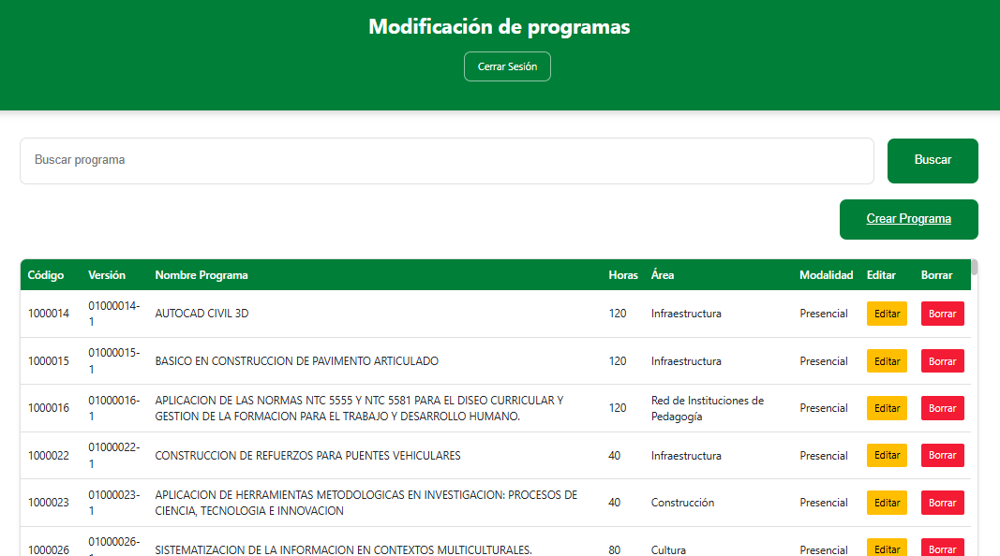 Modificación de programas
Cerrar Sesión
Buscar programa
Buscar
Crear Programa
Código Versión Nombre Programa Horas Área Modalidad Editar Borrar
1000014 01000014-1 AUTOCAD CIVIL 3D 120 Infraestructura Presencial Editar Borrar
1000015 01000015-1 BASICO EN CONSTRUCCION DE PAVIMENTO ARTICULADO 120 Infraestructura Presencial Editar Borrar
1000016 01000016-1 APLICACION DE LAS NORMAS NTC 5555 Y NTC 5581 PARA EL DISEO CURRICULAR Y GESTION DE LA FORMACION PARA EL TRABAJO Y DESARROLLO HUMANO. 120 Red de Instituciones de Pedagogía Presencial Editar Borrar
1000022 01000022-1 CONSTRUCCION DE REFUERZOS PARA PUENTES VEHICULARES 40 Infraestructura Presencial Editar Borrar
1000023 01000023-1 APLICACION DE HERRAMIENTAS METODOLOGICAS EN INVESTIGACION: PROCESOS DE CIENCIA, TECNOLOGIA E INNOVACION 40 Construcción Presencial Editar Borrar
1000026 01000026- SISTEMATIZACION DE LA INFORMACION EN CONTEXTOS MULTICULTURALES. 80 Cultura Presencial Editar Borrar